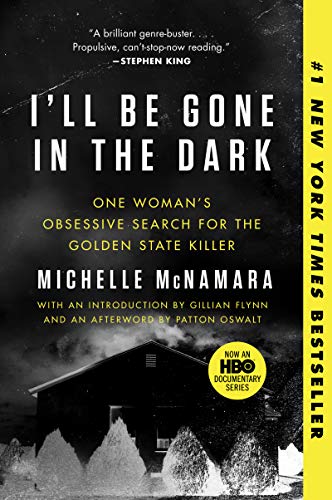 "A brilliant genre-buster....
Propulsive, can't-stop-now reading."
—STEPHEN KING
I'LL BE GONE
IN THE DARK
ONE WOMAN'S
OBSESSIVE SEARCH FOR THE
GOLDEN STATE KILLER
MICHELLE McNAMARA
WITH AN INTRODUCTION BY GILLIAN FLYNN
AND AN AFTERWORD BY PATTON OSWALT
NOW AN
HBO
DOCUMENTARY
SERIES
#1 NEW YORK TIMES BESTSELLER